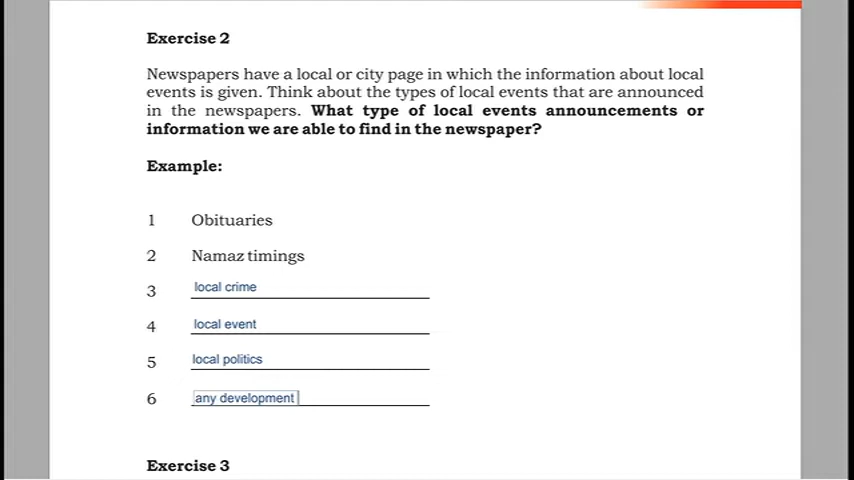 Exercise 2
Newspapers have a local or city page in which the information about local
events is given. Think about the types of local events that are announced
in the newspapers. What type of local events announcements or
information we are able to find in the newspaper?
Example:
1 Obituaries
2 Namaz timings
3 local crime
4 local event
5 local politics
6 any development
Exercise 3